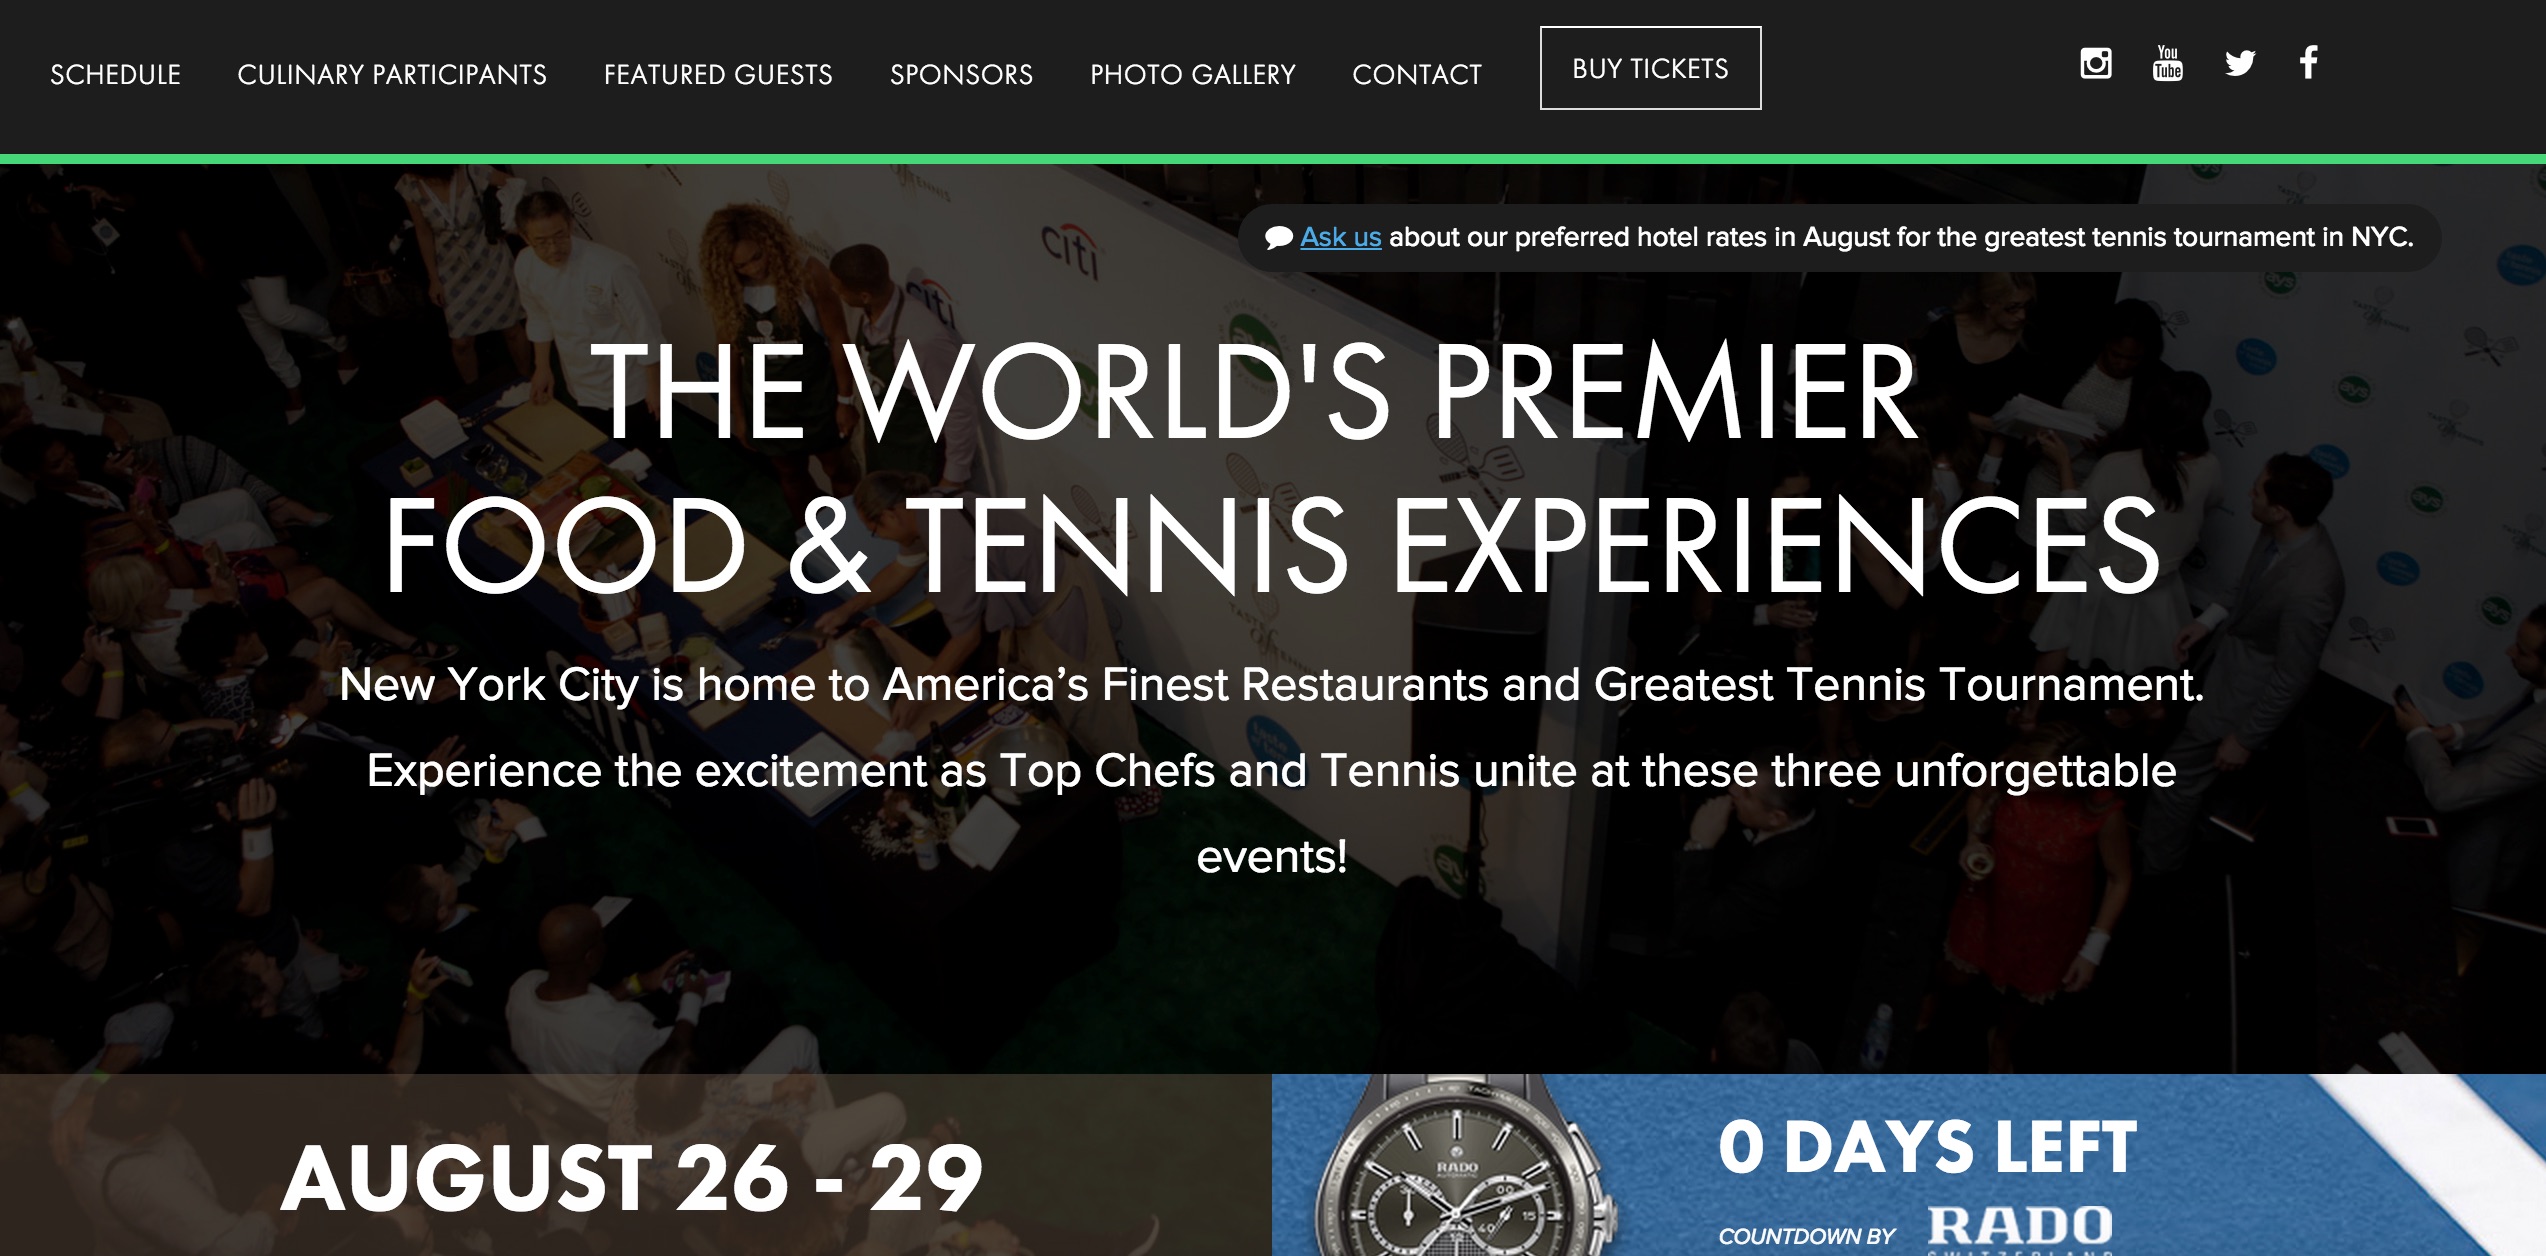 SCHEDULE CULINARY PARTICIPANTS FEATURED GUESTS SPONSORS PHOTO GALLERY CONTACT BUY TICKETS
You Tube
Ask us about our preferred hotel rates in August for the greatest tennis tournament in NYC.
citi
THE WORLD'S PREMIER
FOOD & TENNIS EXPERIENCES
New York City is home to America’s Finest Restaurants and Greatest Tennis Tournament.
Experience the excitement as Top Chefs and Tennis unite at these three unforgettable
events!
AUGUST 26 - 29
RADO
AUTOMATIC
0 DAYS LEFT
COUNTDOWN BY RADO
SWITZERLAND